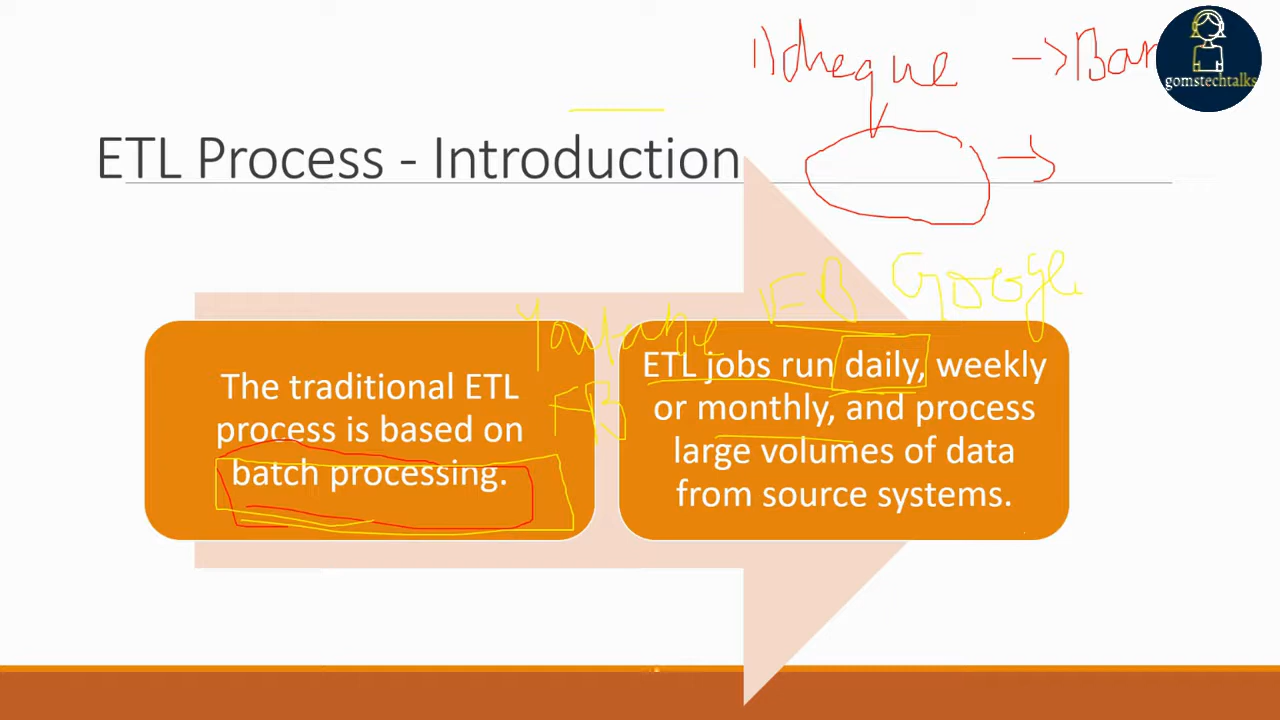 1) cheque →
gomstechtalks
ETL Process - Introduction
Google
FB
Youtube
FB
The traditional ETL
process is based on
batch processing.
ETL jobs run daily, weekly
or monthly, and process
large volumes of data
from source systems.